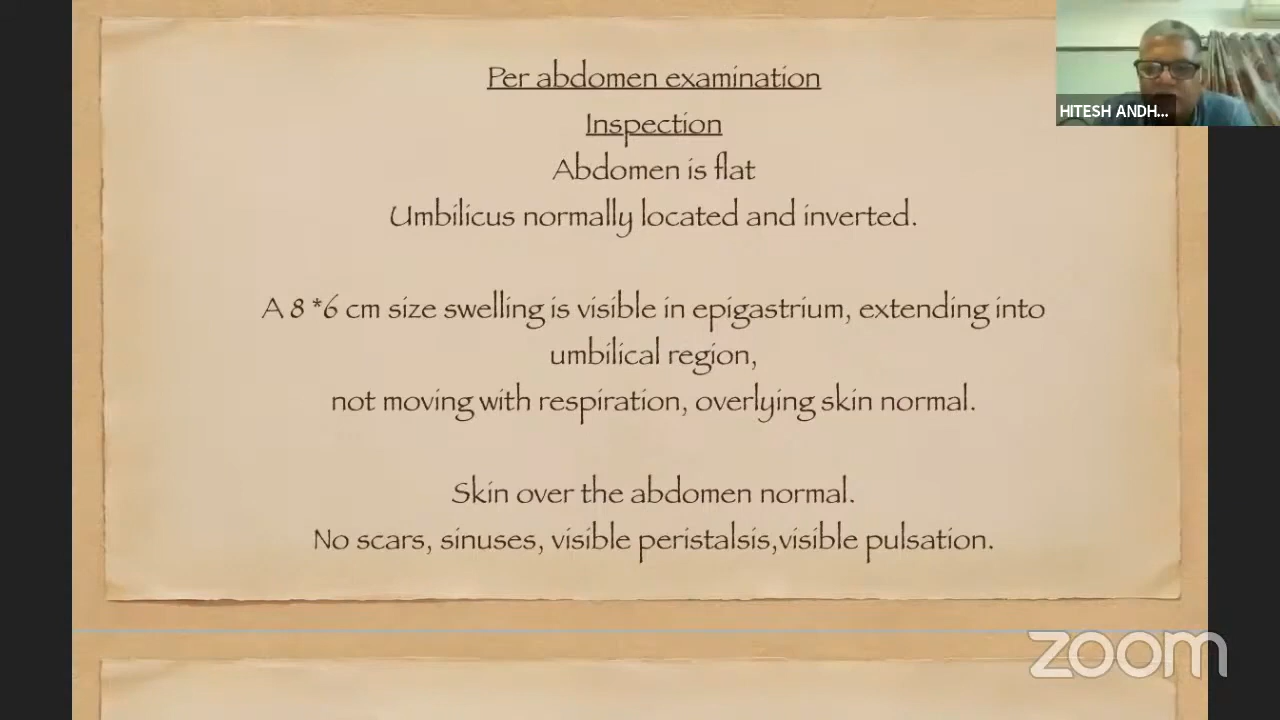 Per abdomen examination
Inspection
Abdomen is flat
Umbilicus normally located and inverted.
A 8 *6 cm size swelling is visible in epigastrium, extending into
umbilical region,
not moving with respiration, overlying skin normal.
Skin over the abdomen normal.
No scars, sinuses, visible peristalsis,visible pulsation.
HITESH ANDH...
zoom